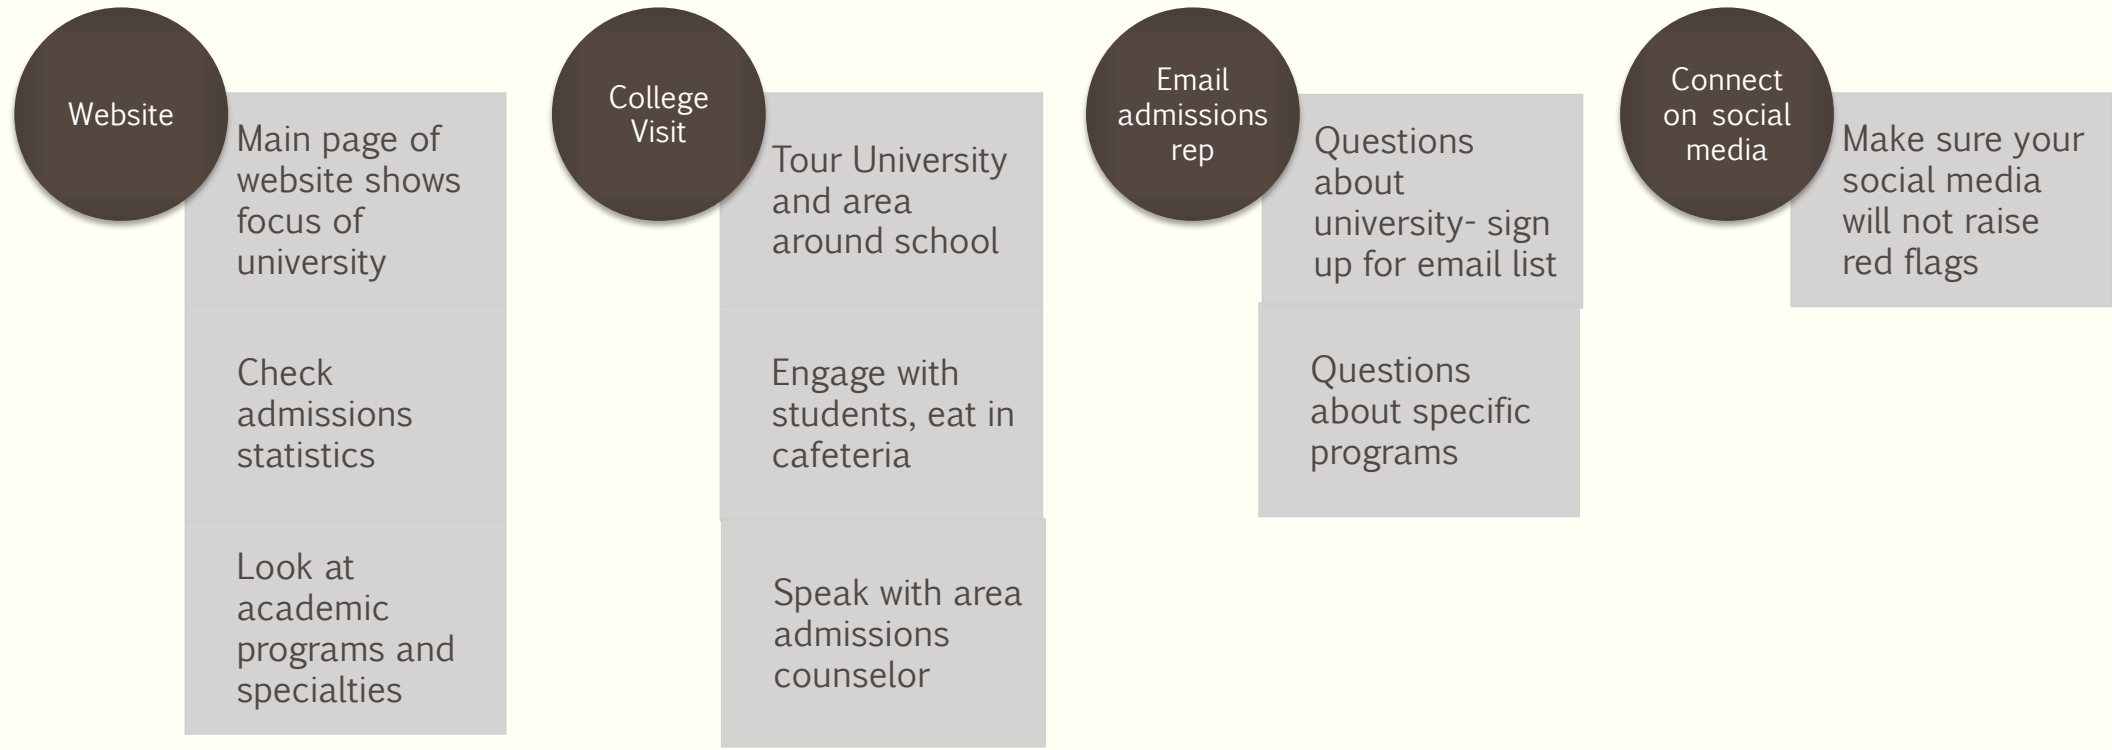 Website
Main page of
website shows
focus of
university
Check
admissions
statistics
Look at
academic
programs and
specialties
College
Visit
Tour University
and area
around school
Engage with
students, eat in
cafeteria
Speak with area
admissions
counselor
Email
admissions
rep
Questions
about
university- sign
up for email list
Questions
about specific
programs
Connect
on social
media
Make sure your
social media
will not raise
red flags